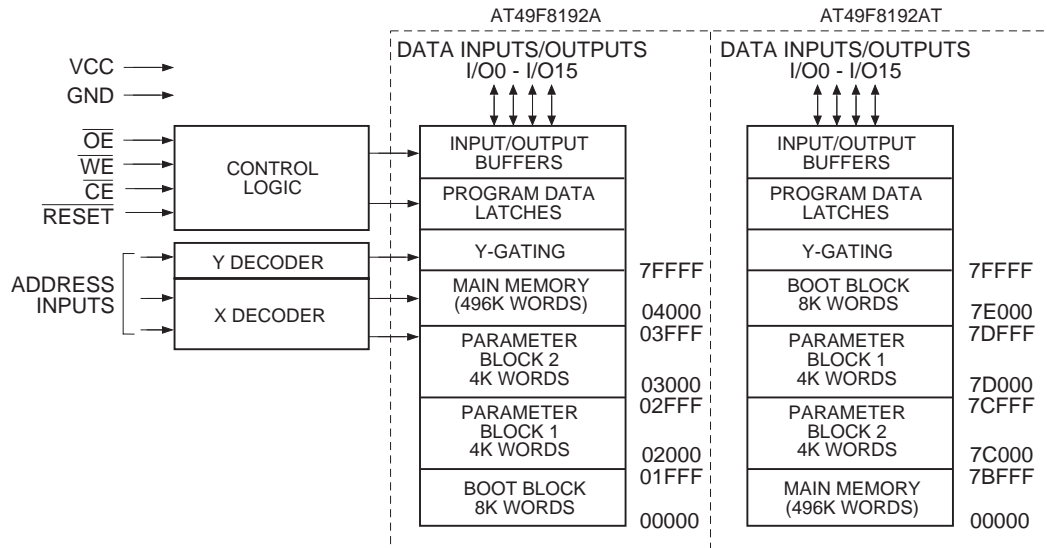 AT49F8192A
AT49F8192AT
DATA INPUTS/OUTPUTS
I/O0 - I/O15
DATA INPUTS/OUTPUTS
I/O0 - I/O15
VCC
GND
OE
WE
CE
RESET
CONTROL
LOGIC
ADDRESS
INPUTS
Y DECODER
X DECODER
INPUT/OUTPUT
BUFFERS
PROGRAM DATA
LATCHES
Y-GATING
7FFFF
MAIN MEMORY
(496K WORDS)
04000
03FFF
PARAMETER
BLOCK 2
4K WORDS
03000
02FFF
PARAMETER
BLOCK 1
4K WORDS
02000
01FFF
BOOT BLOCK
8K WORDS
00000
INPUT/OUTPUT
BUFFERS
PROGRAM DATA
LATCHES
Y-GATING
7FFFF
BOOT BLOCK
8K WORDS
7E000
7DFFF
PARAMETER
BLOCK 1
4K WORDS
7D000
7CFFF
PARAMETER
BLOCK 2
4K WORDS
7C000
7BFFF
MAIN MEMORY
(496K WORDS)
00000